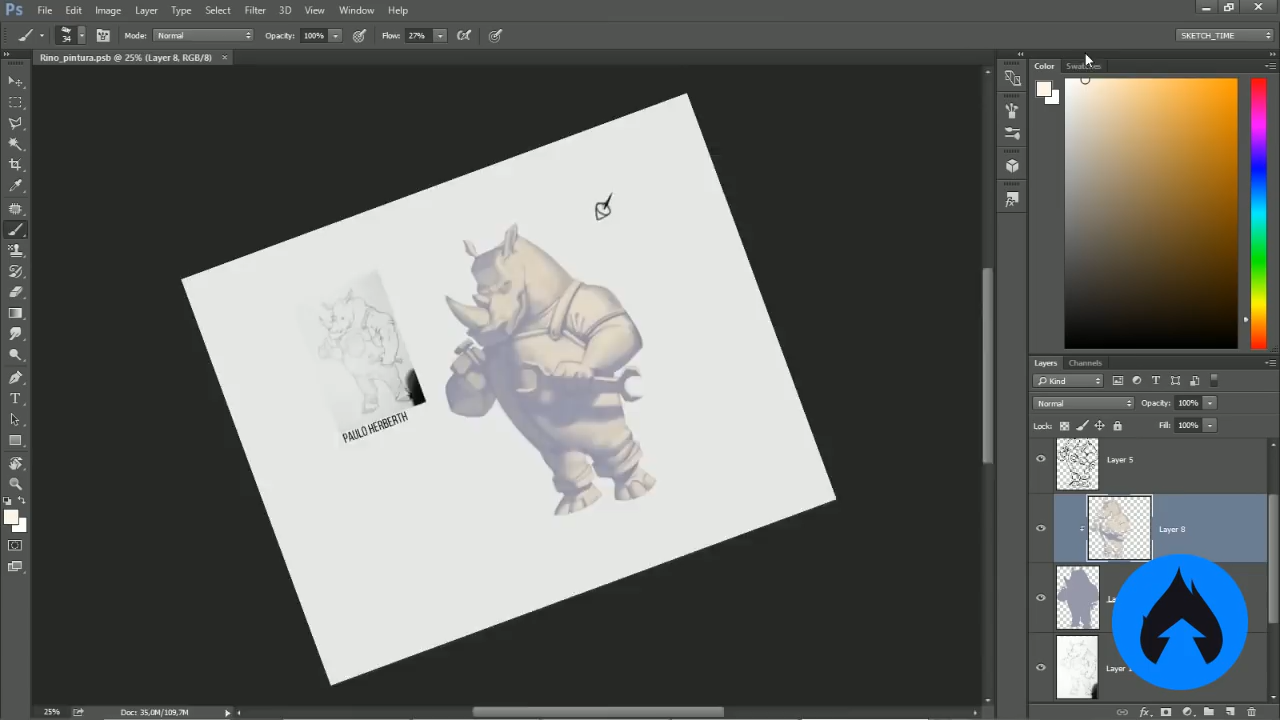 Ps File Edit Image Layer Type Select Filter 3D View Window Help
34 Mode: Normal Opacity: 100% Flow: 27% SKETCH_TIME
Rino_pintura.psb @ 25% (Layer 8, RGB/8) ×
Color Swatches
PAULO HERBERTH
Layers Channels
Kind
Normal Opacity: 100%
Lock: Fill: 100%
Layer 5
Layer 8
Layer
25% Doc: 35,0M/109,7M